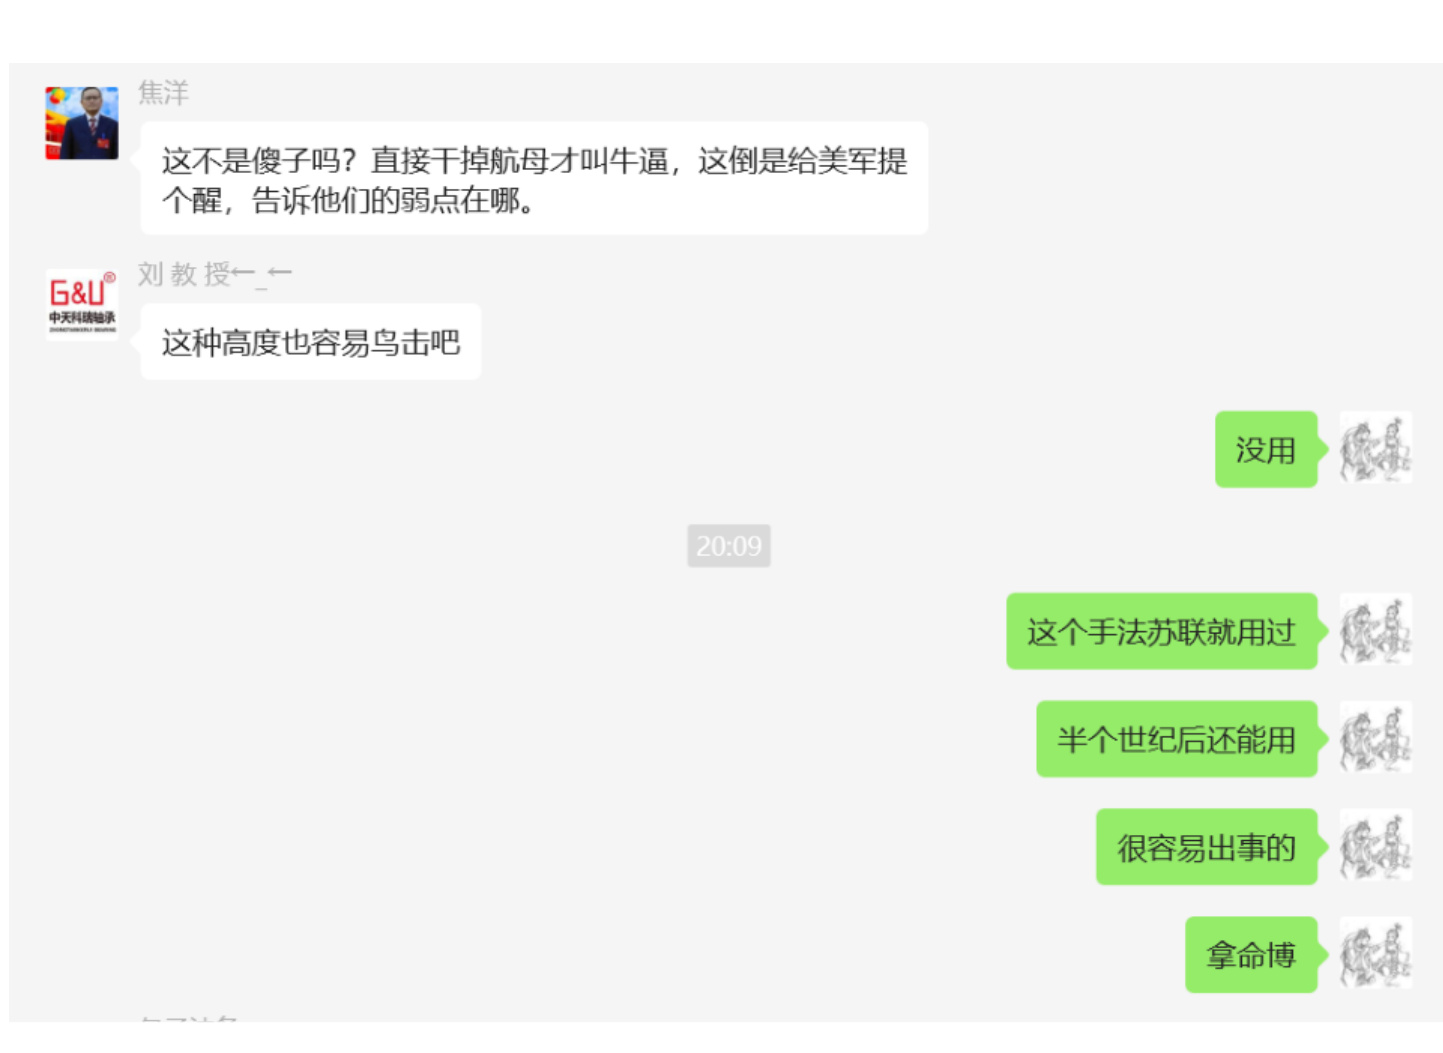 焦洋
这不是傻子吗？直接干掉航母才叫牛逼，这倒是给美军提
个醒，告诉他们的弱点在哪。
刘 教 授←_←
G&U®
中天科瑞轴承
这种高度也容易鸟击吧
没用
20:09
这个手法苏联就用过
半个世纪后还能用
很容易出事的
拿命博